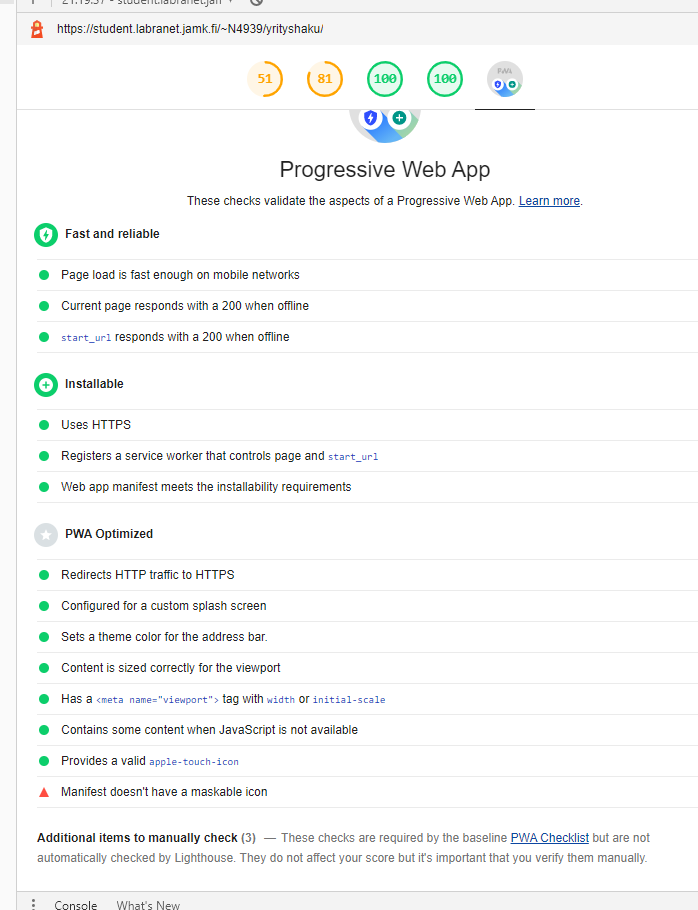 21:19:37 - student.labranet.jam
https://student.labranet.jamk.fi/~N4939/yrityshaku/
51 81 100 100 PWA
Progressive Web App
These checks validate the aspects of a Progressive Web App. Learn more.
Fast and reliable
Page load is fast enough on mobile networks
Current page responds with a 200 when offline
start_url responds with a 200 when offline
Installable
Uses HTTPS
Registers a service worker that controls page and start_url
Web app manifest meets the installability requirements
PWA Optimized
Redirects HTTP traffic to HTTPS
Configured for a custom splash screen
Sets a theme color for the address bar.
Content is sized correctly for the viewport
Has a <meta name="viewport"> tag with width or initial-scale
Contains some content when JavaScript is not available
Provides a valid apple-touch-icon
Manifest doesn't have a maskable icon
Additional items to manually check (3) — These checks are required by the baseline PWA Checklist but are not
automatically checked by Lighthouse. They do not affect your score but it's important that you verify them manually.
Console What's New